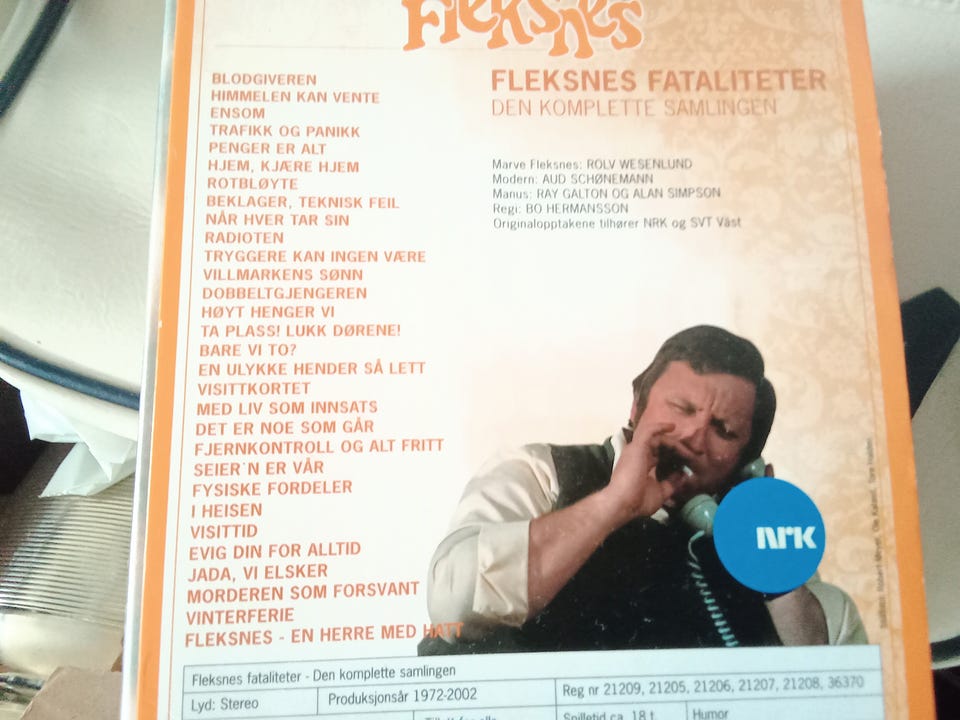 Fleksnes
BLODGIVEREN
HIMMELEN KAN VENTE
ENSOM
TRAFIKK OG PANIKK
PENGER ER ALT
HJEM, KJÆRE HJEM
ROTBLØYTE
BEKLAGER, TEKNISK FEIL
NÅR HVER TAR SIN
RADIOTEN
TRYGGERE KAN INGEN VÆRE
VILLMARKENS SØNN
DOBBELTGJENGEREN
HØYT HENGER VI
TA PLASS! LUKK DØRENE!
BARE VI TO?
EN ULYKKE HENDER SÅ LETT
VISITTKORTET
MED LIV SOM INNSATS
DET ER NOE SOM GÅR
FJERNKONTROLL OG ALT FRITT
SEIER'N ER VÅR
FYSISKE FORDELER
I HEISEN
VISITTID
EVIG DIN FOR ALLTID
JADA, VI ELSKER
MORDEREN SOM FORSVANT
VINTERFERIE
FLEKSNES - EN HERRE MED HATT
FLEKSNES FATALITETER
DEN KOMPLETTE SAMLINGEN
Marve Fleksnes: ROLV WESENLUND
Modern: AUD SCHØNEMANN
Manus: RAY GALTON OG ALAN SIMPSON
Regi: BO HERMANSSON
Originalopptakene tilhører NRK og SVT Väst
NRK
Fleksnes fataliteter - Den komplette samlingen
Lyd: Stereo
Produksjonsår 1972-2002
Reg nr 21209, 21205, 21206, 21207, 21208, 36370
Spilletid ca. 18 t
Humor